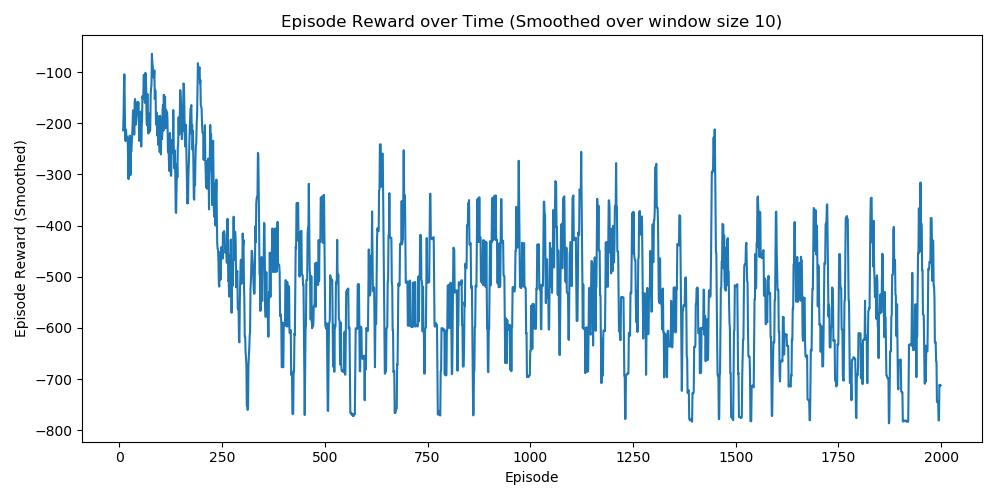 Episode Reward over Time (Smoothed over window size 10)
Episode Reward (Smoothed)
−100
−200
−300
−400
−500
−600
−700
−800
0 250 500 750 1000 1250 1500 1750 2000
Episode